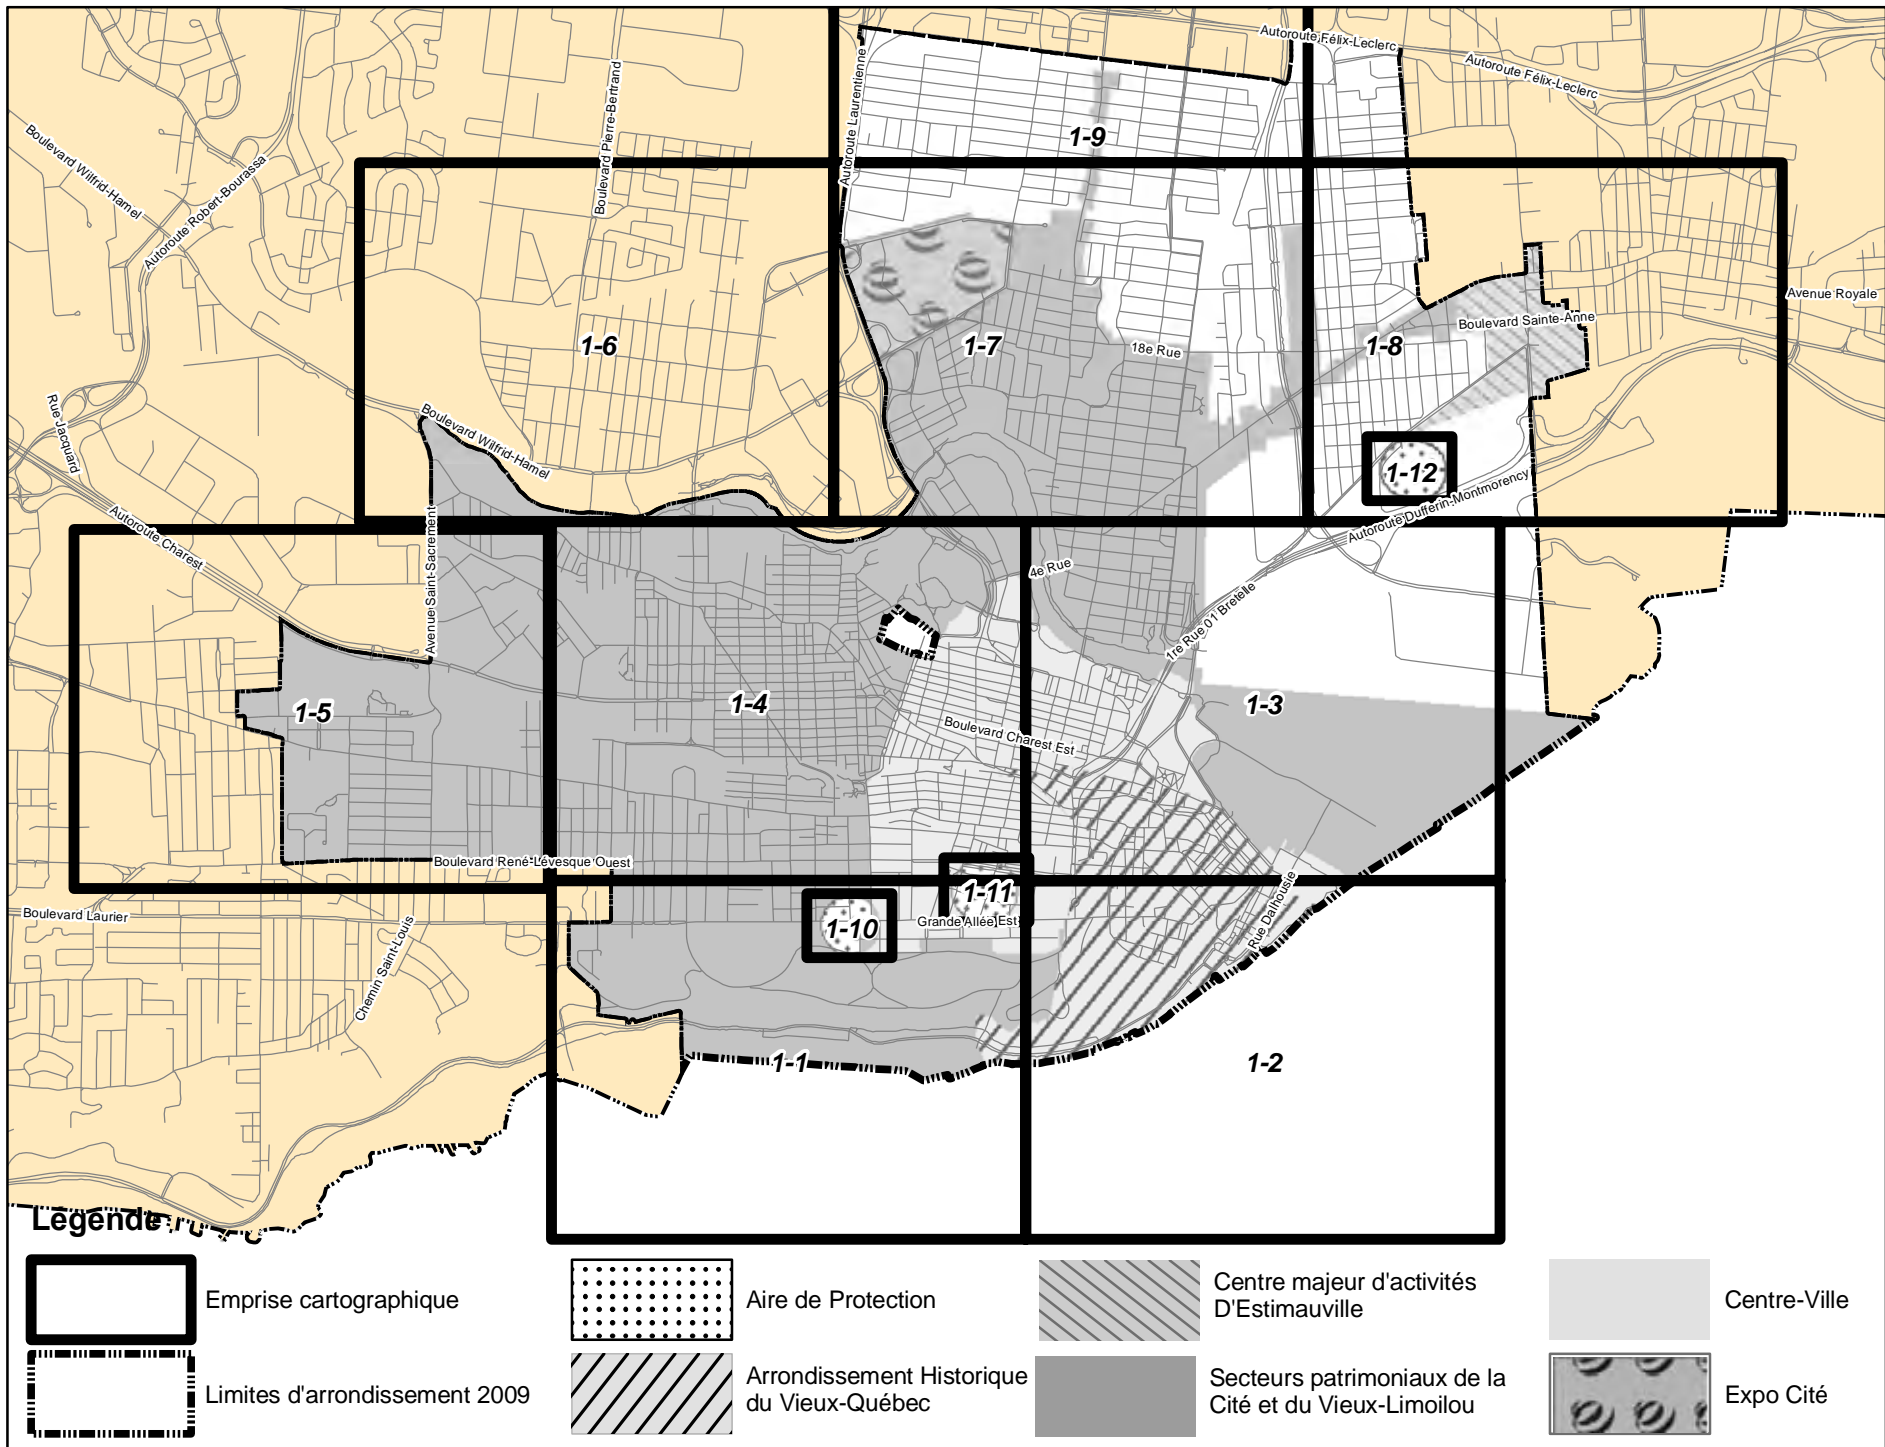 Autoroute Félix-Leclerc
Autoroute Félix-Leclerc
Autoroute Laurentienne
Boulevard Pierre-Bertrand
Boulevard Wilfrid-Hamel
Autoroute Robert-Bourassa
1-9
Avenue Royale
Boulevard Sainte-Anne
1-6
1-7
18e Rue
1-8
Rue Jacquard
Boulevard Wilfrid-Hamel
1-12
Autoroute Dufferin-Montmorency
Autoroute Charest
Avenue Saint-Sacrement
4e Rue
1re Rue 01 Bretelle
1-5
1-4
1-3
Boulevard Charest Est
Boulevard René-Lévesque Ouest
Boulevard Laurier
Chemin Saint-Louis
1-10
1-11
Grande Allée Est
Rue Dalhousie
1-1
1-2
Légende
Emprise cartographique
Aire de Protection
Centre majeur d'activités
D'Estimauville
Centre-Ville
Limites d'arrondissement 2009
Arrondissement Historique
du Vieux-Québec
Secteurs patrimoniaux de la
Cité et du Vieux-Limoilou
Expo Cité